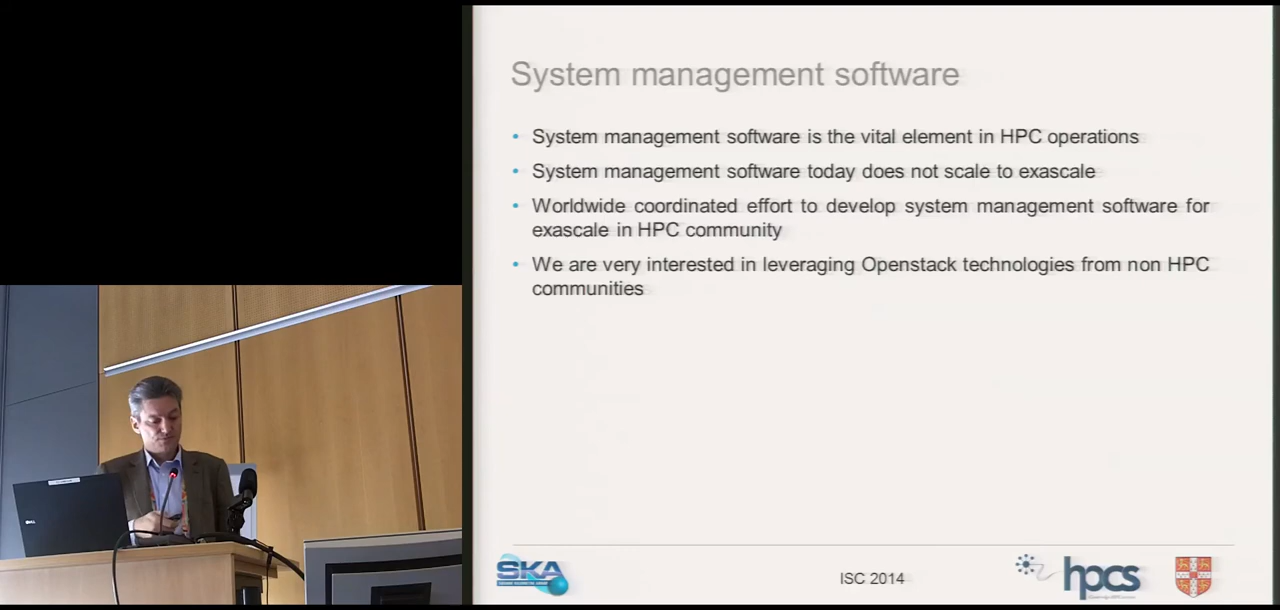 System management software
• System management software is the vital element in HPC operations
• System management software today does not scale to exascale
• Worldwide coordinated effort to develop system management software for
exascale in HPC community
• We are very interested in leveraging Openstack technologies from non HPC
communities
DELL
SKA
ISC 2014
hpcs